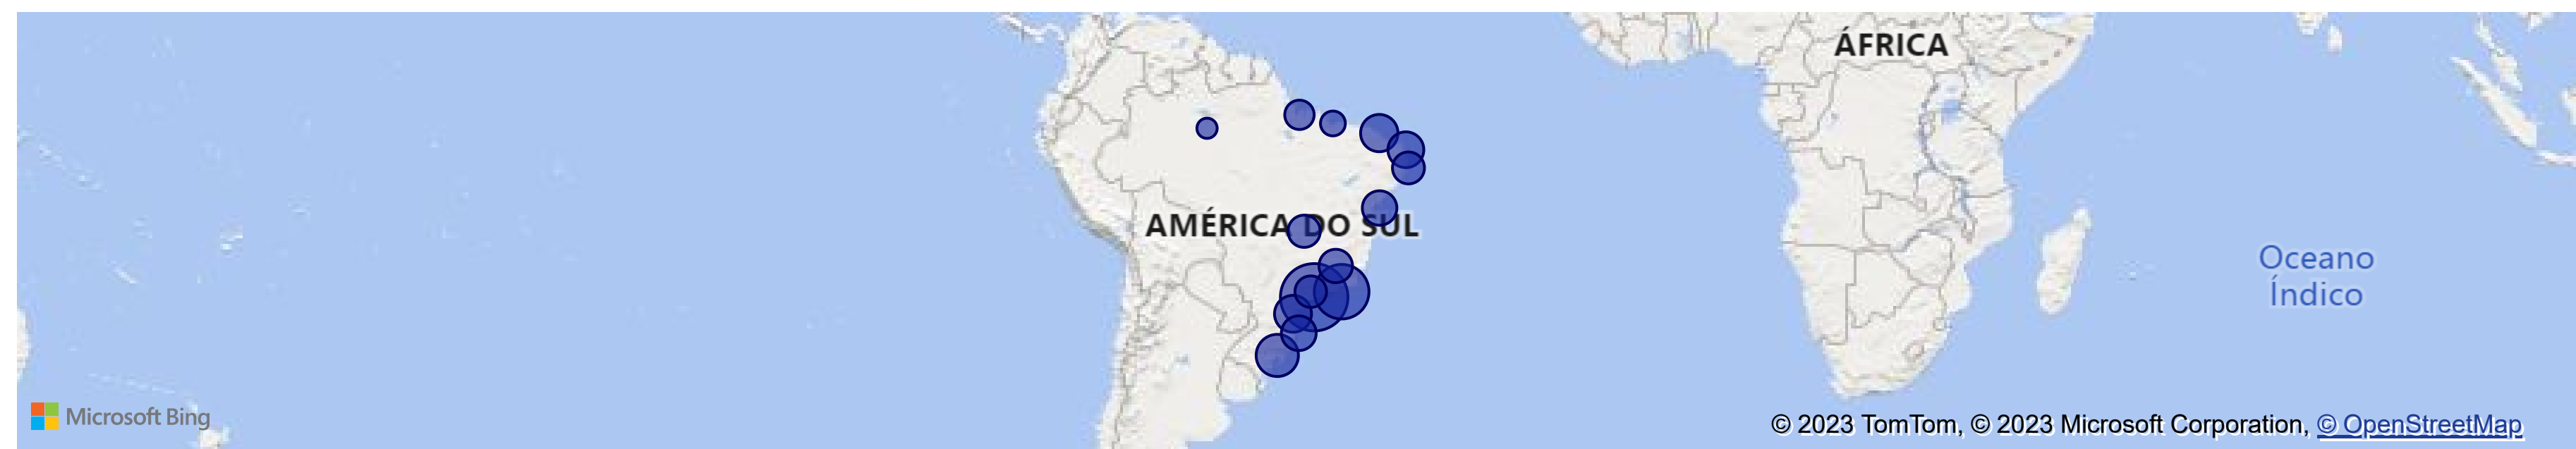 ÁFRICA
AMÉRICA DO SUL
Oceano
Índico
Microsoft Bing
© 2023 TomTom, © 2023 Microsoft Corporation, © OpenStreetMap